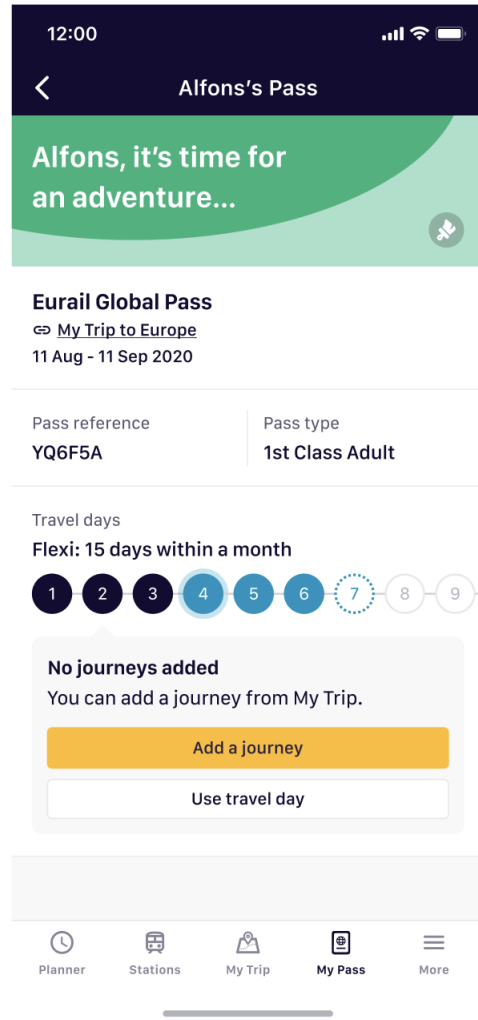 12:00
Alfons's Pass
Alfons, it's time for
an adventure...
Eurail Global Pass
My Trip to Europe
11 Aug - 11 Sep 2020
Pass reference
Pass type
YQ6F5A
1st Class Adult
Travel days
Flexi: 15 days within a month
1 2 3 4 5 6 7 8 9
No journeys added
You can add a journey from My Trip.
Add a journey
Use travel day
Planner Stations My Trip My Pass More